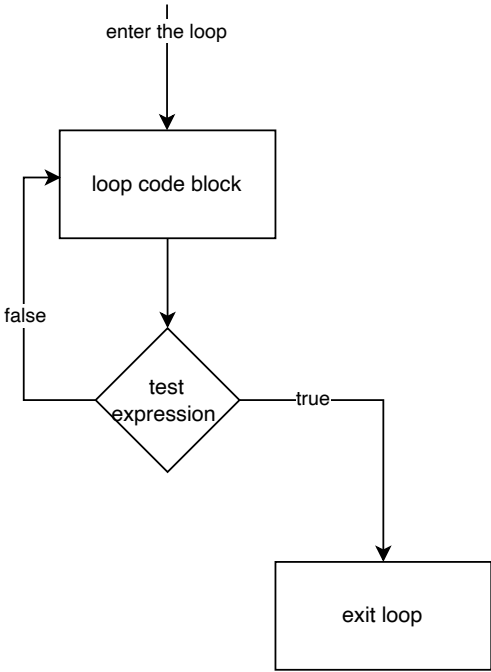 enter the loop
loop code block
false
test
expression
true
exit loop